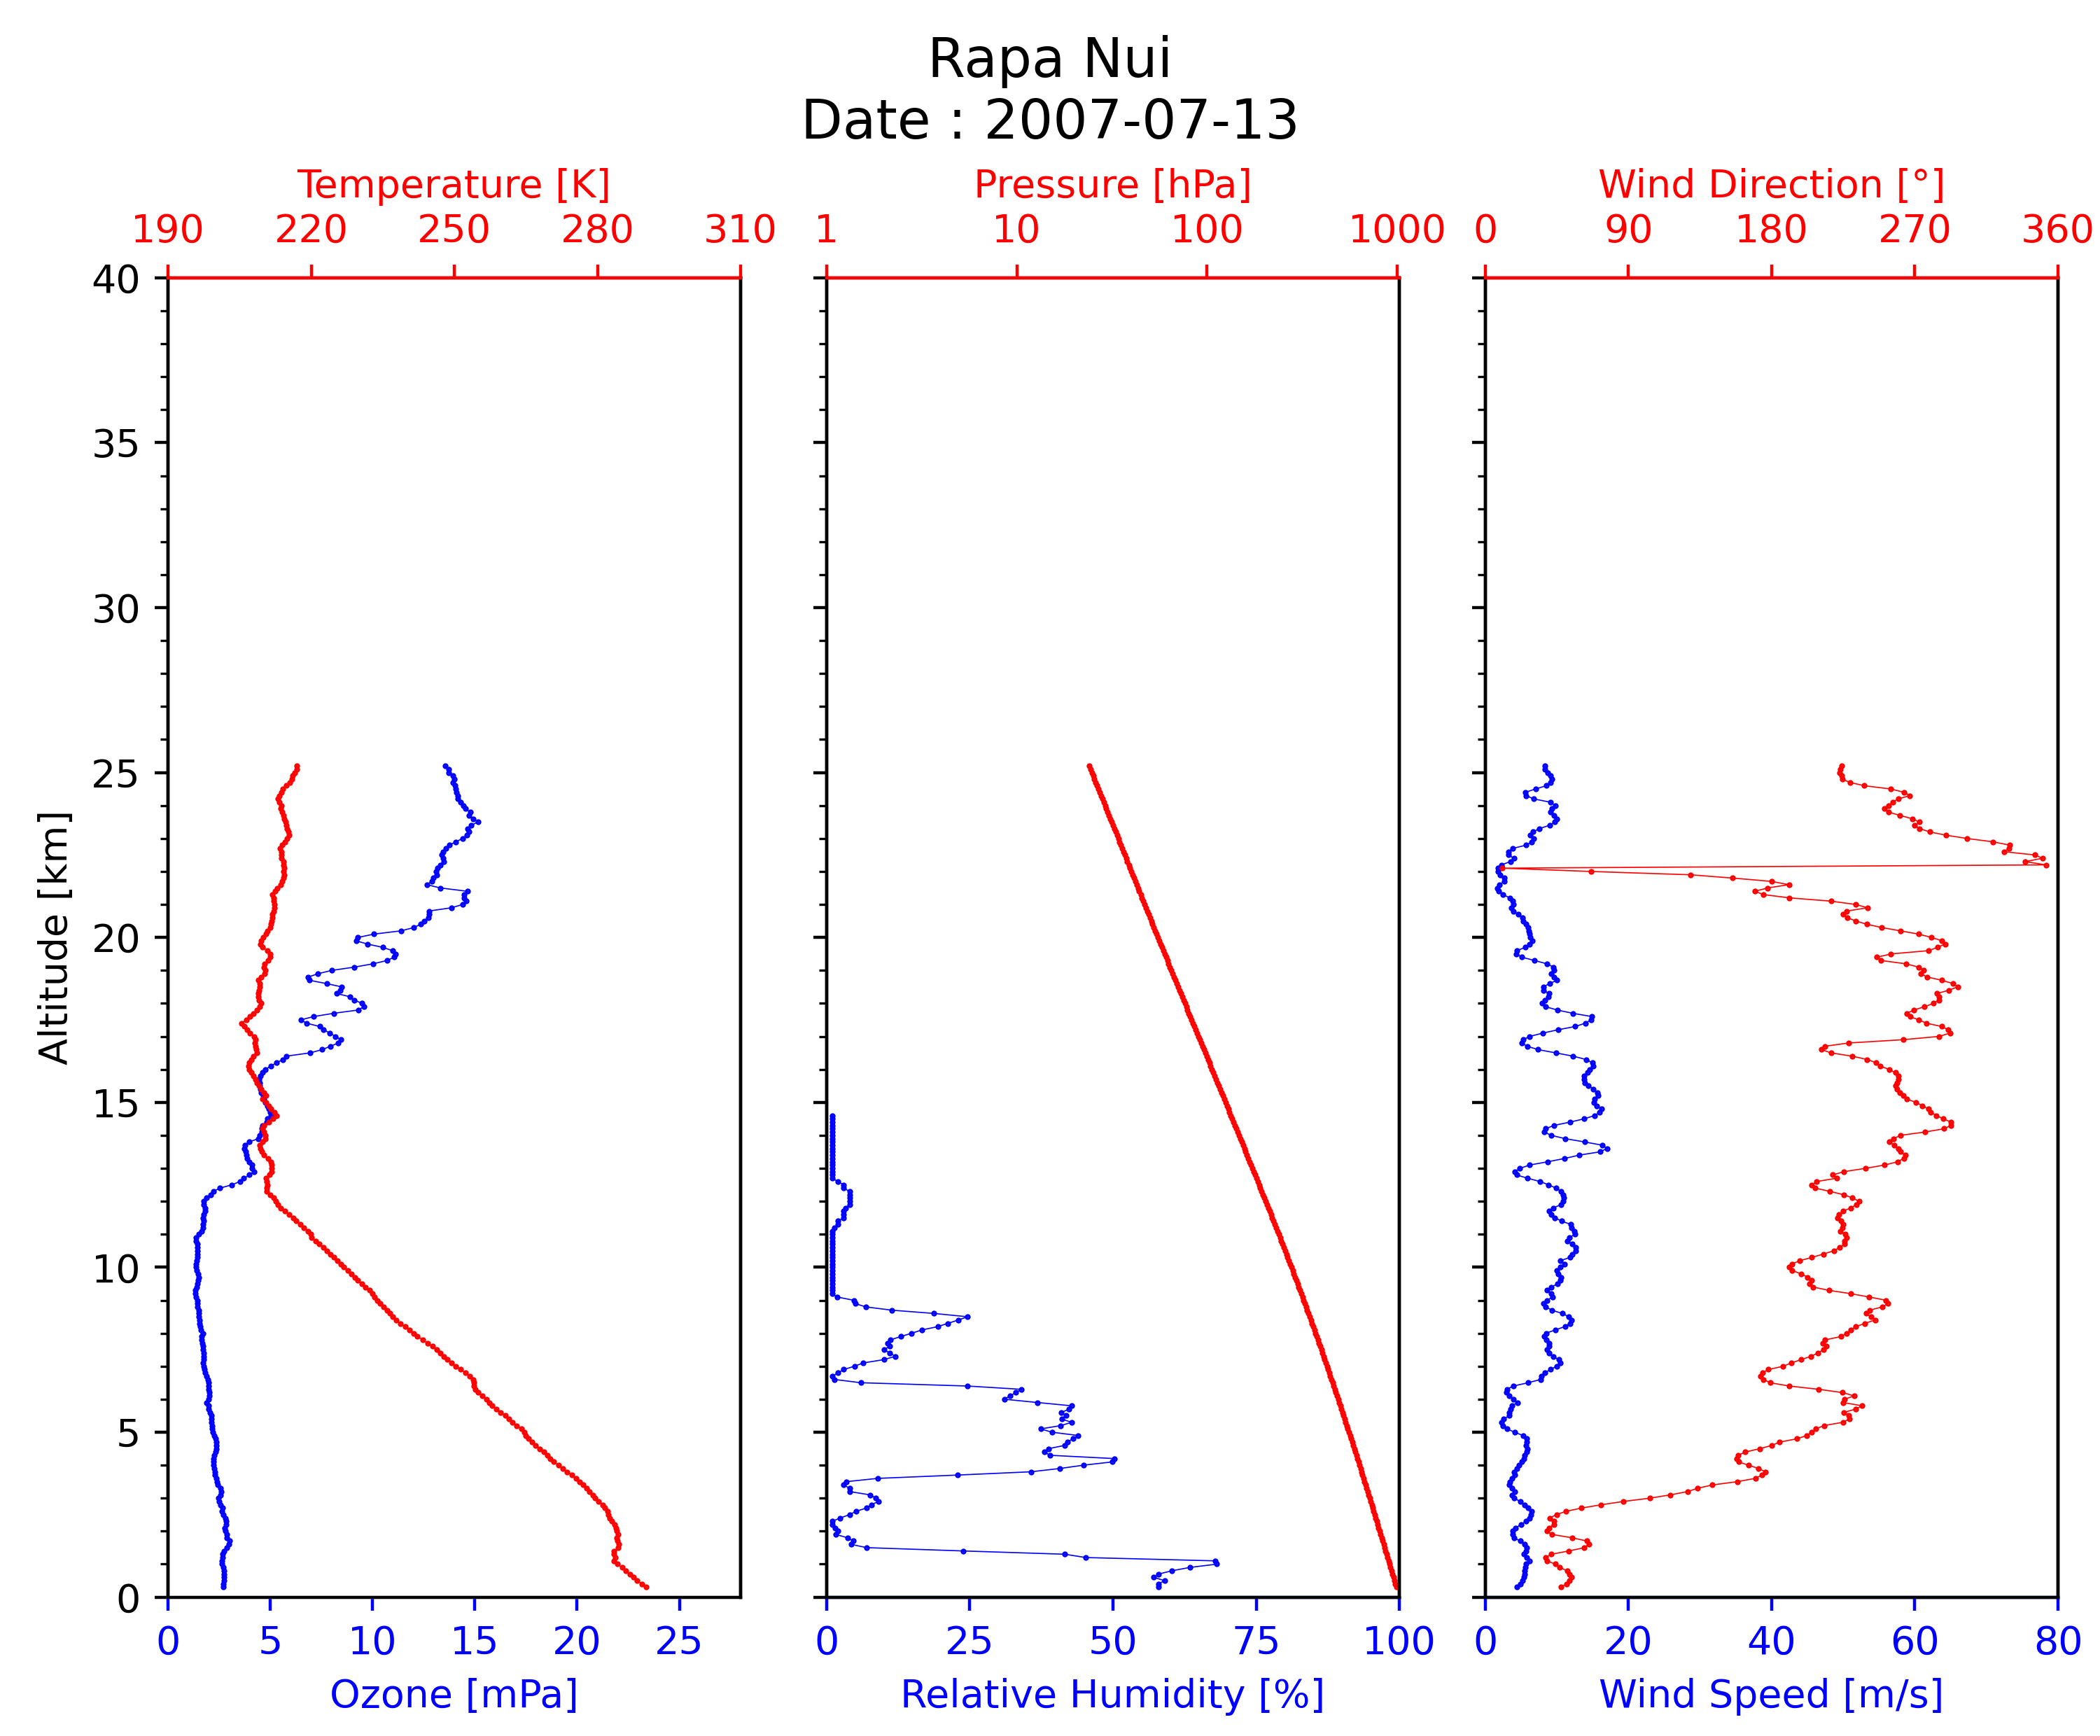 Rapa Nui
Date : 2007-07-13
Temperature [K]
Pressure [hPa]
Wind Direction [°]
190 220 250 280 310
1 10 100 1000
0 90 180 270 360
40
35
30
25
20
15
10
5
0
Altitude [km]
0 5 10 15 20 25
0 25 50 75 100
0 20 40 60 80
Ozone [mPa]
Relative Humidity [%]
Wind Speed [m/s]